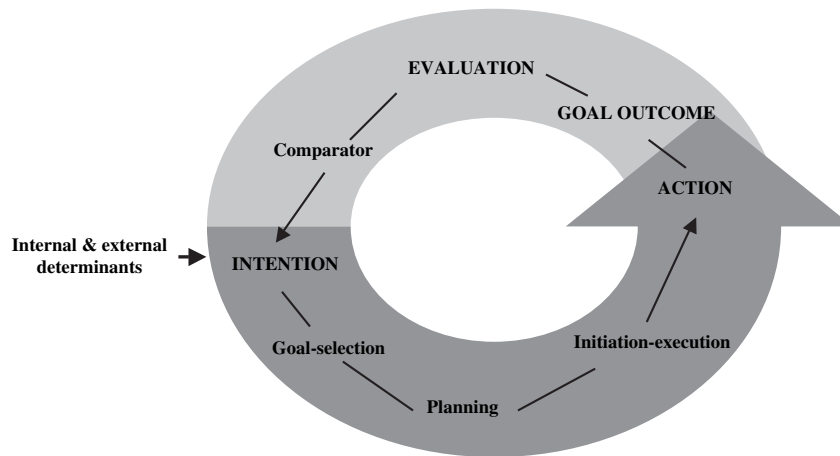 EVALUATION
GOAL OUTCOME
Comparator
ACTION
Internal & external
determinants
INTENTION
Goal-selection
Initiation-execution
Planning